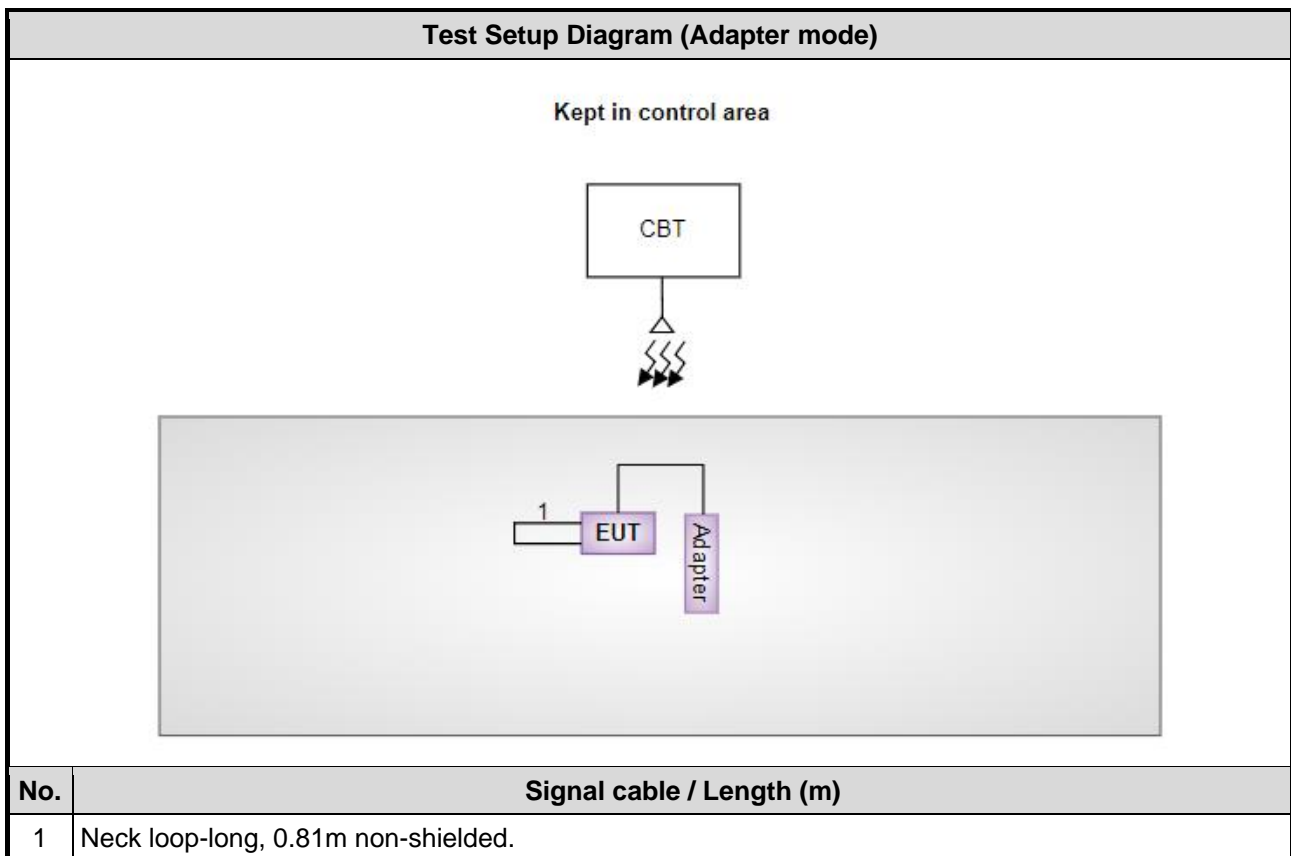 Test Setup Diagram (Adapter mode)
Kept in control area
CBT
1
EUT
Adapter
No. Signal cable / Length (m)
1 Neck loop-long, 0.81m non-shielded.